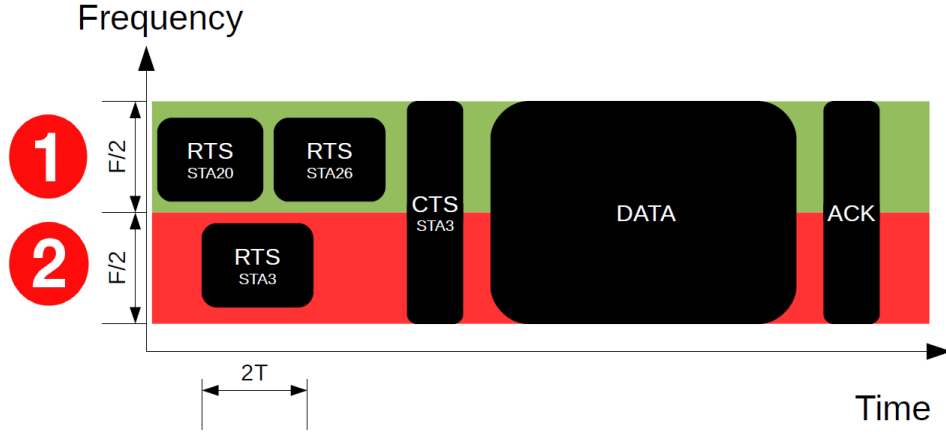 Frequency
1
F/2
RTS
STA20
RTS
STA26
CTS
STA3
DATA
ACK
2
F/2
RTS
STA3
2T
Time